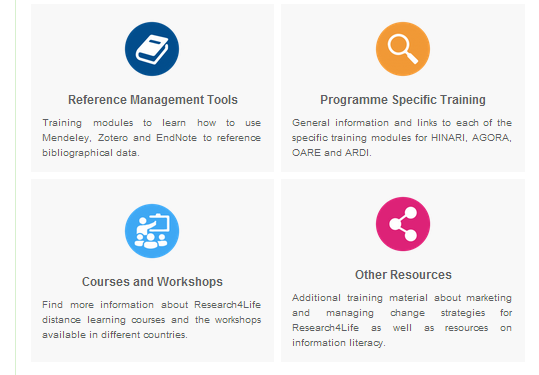 Reference Management Tools
Training modules to learn how to use
Mendeley, Zotero and EndNote to reference
bibliographical data.
Programme Specific Training
General information and links to each of the
specific training modules for HINARI, AGORA,
OARE and ARDI.
Courses and Workshops
Find more information about Research4Life
distance learning courses and the workshops
available in different countries.
Other Resources
Additional training material about marketing
and managing change strategies for
Research4Life as well as resources on
information literacy.